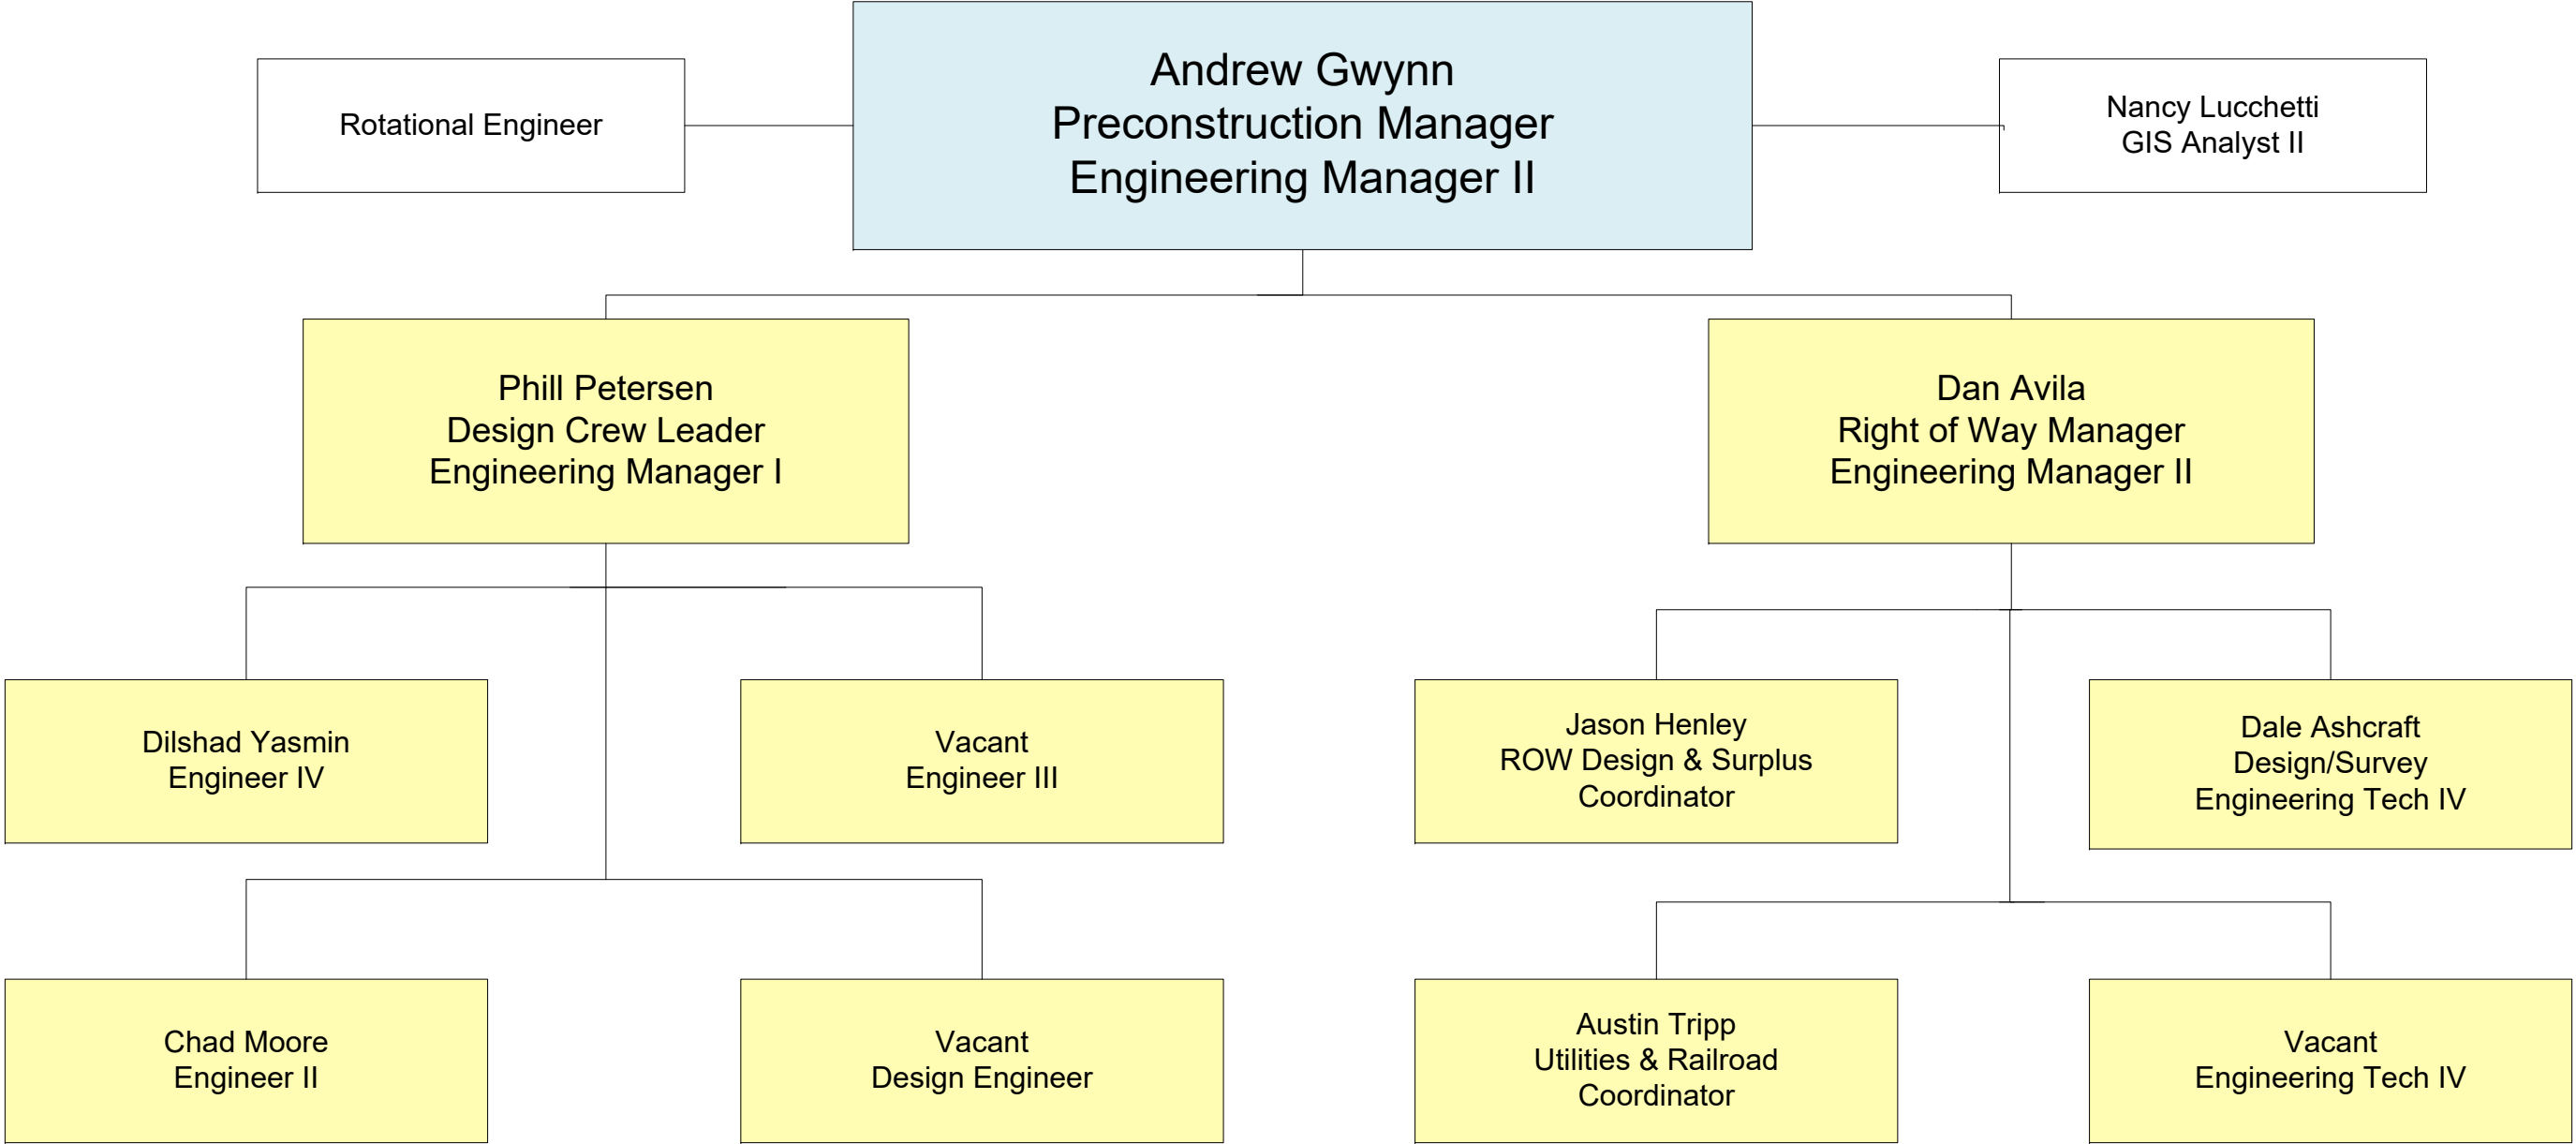 Andrew Gwynn
Preconstruction Manager
Engineering Manager II
Rotational Engineer
Nancy Lucchetti
GIS Analyst II
Phill Petersen
Design Crew Leader
Engineering Manager I
Dan Avila
Right of Way Manager
Engineering Manager II
Dilshad Yasmin
Engineer IV
Vacant
Engineer III
Jason Henley
ROW Design & Surplus
Coordinator
Dale Ashcraft
Design/Survey
Engineering Tech IV
Chad Moore
Engineer II
Vacant
Design Engineer
Austin Tripp
Utilities & Railroad
Coordinator
Vacant
Engineering Tech IV